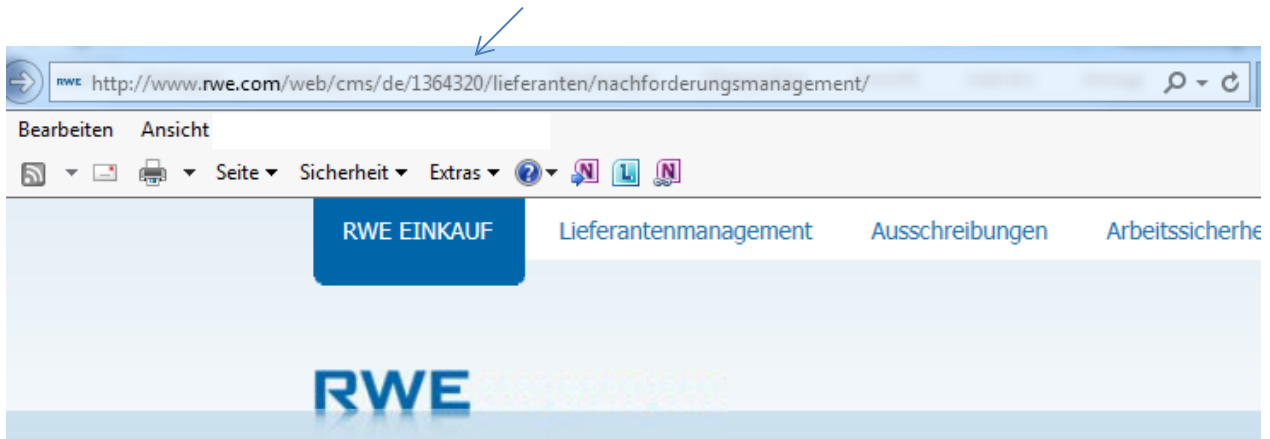 RWE http://www.rwe.com/web/cms/de/1364320/lieferanten/nachforderungsmanagement/
Bearbeiten Ansicht
Seite Sicherheit Extras
RWE EINKAUF Lieferantenmanagement Ausschreibungen Arbeitssicherhe
RWE